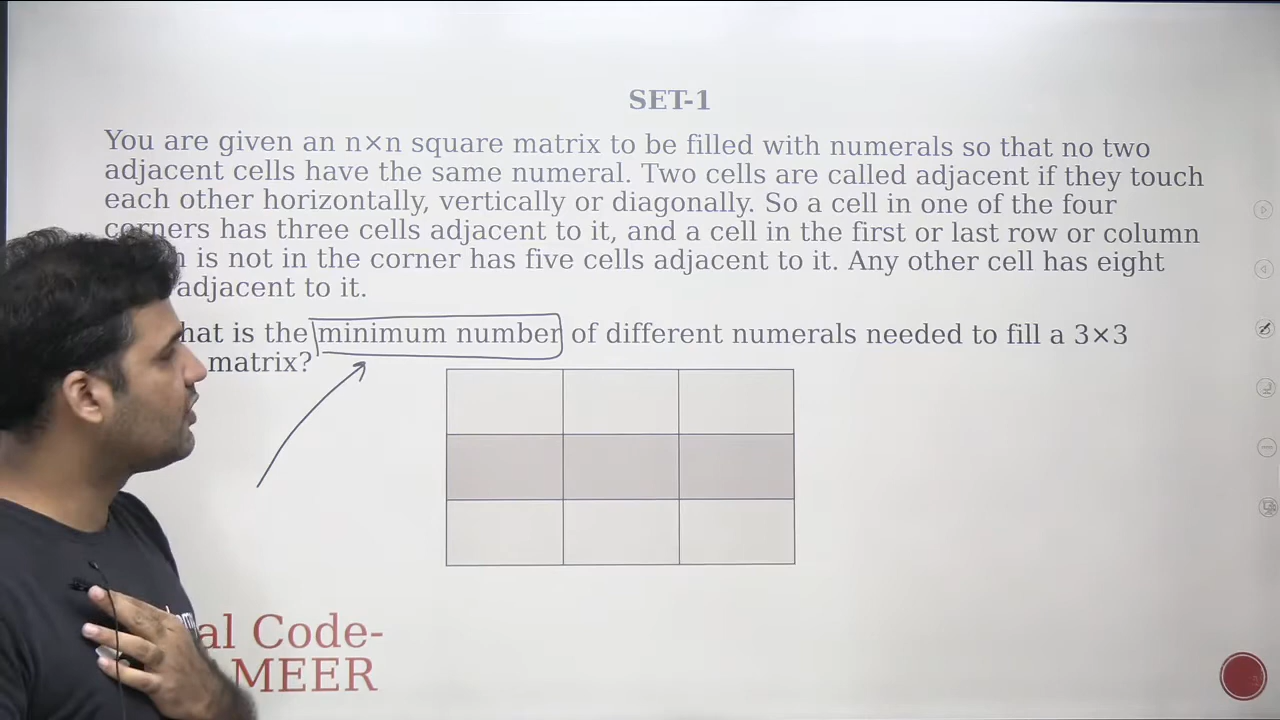 SET-1
You are given an n×n square matrix to be filled with numerals so that no two
adjacent cells have the same numeral. Two cells are called adjacent if they touch
each other horizontally, vertically or diagonally. So a cell in one of the four
corners has three cells adjacent to it, and a cell in the first or last row or column
is not in the corner has five cells adjacent to it. Any other cell has eight
adjacent to it.
hat is the minimum number of different numerals needed to fill a 3×3
matrix?
al Code-
MEER